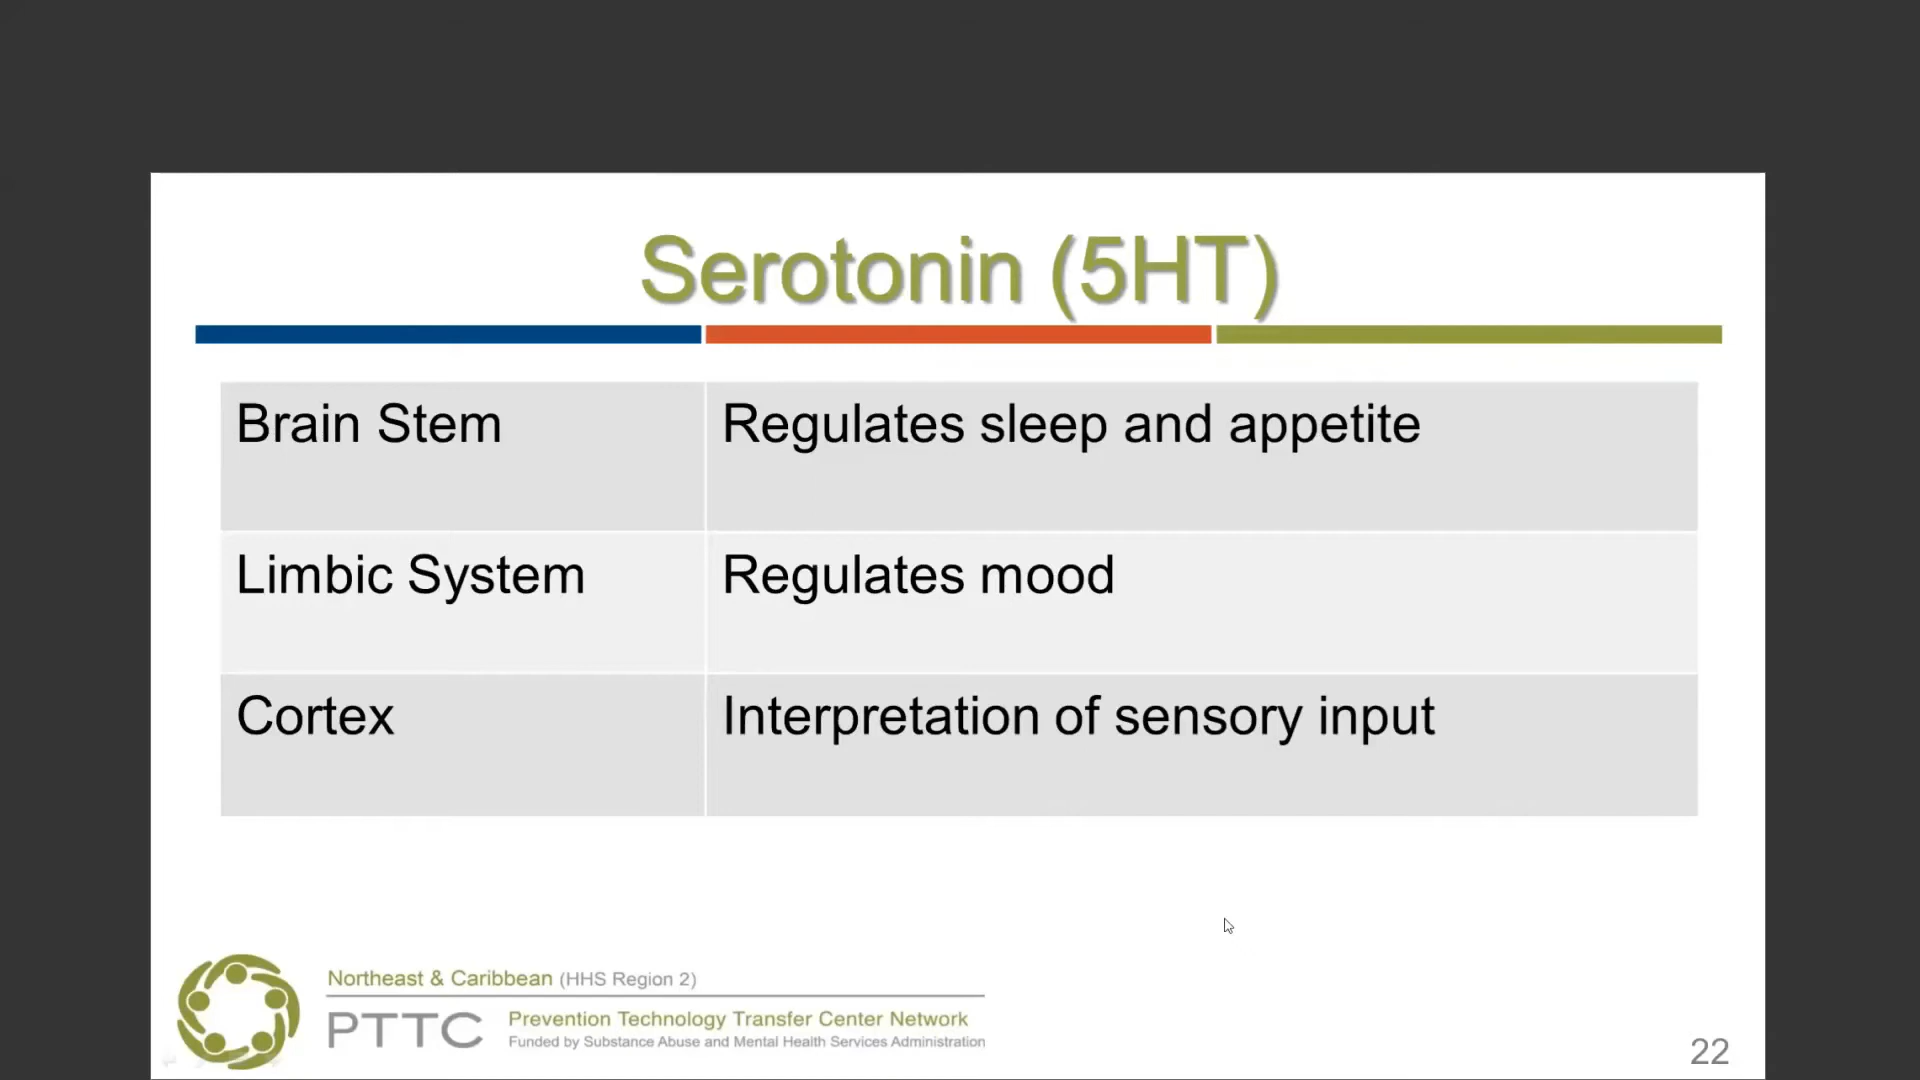 Serotonin (5HT)
Brain Stem
Regulates sleep and appetite
Limbic System
Regulates mood
Cortex
Interpretation of sensory input
Northeast & Caribbean (HHS Region 2)
PTTC
Prevention Technology Transfer Center Network
Funded by Substance Abuse and Mental Health Services Administration
22